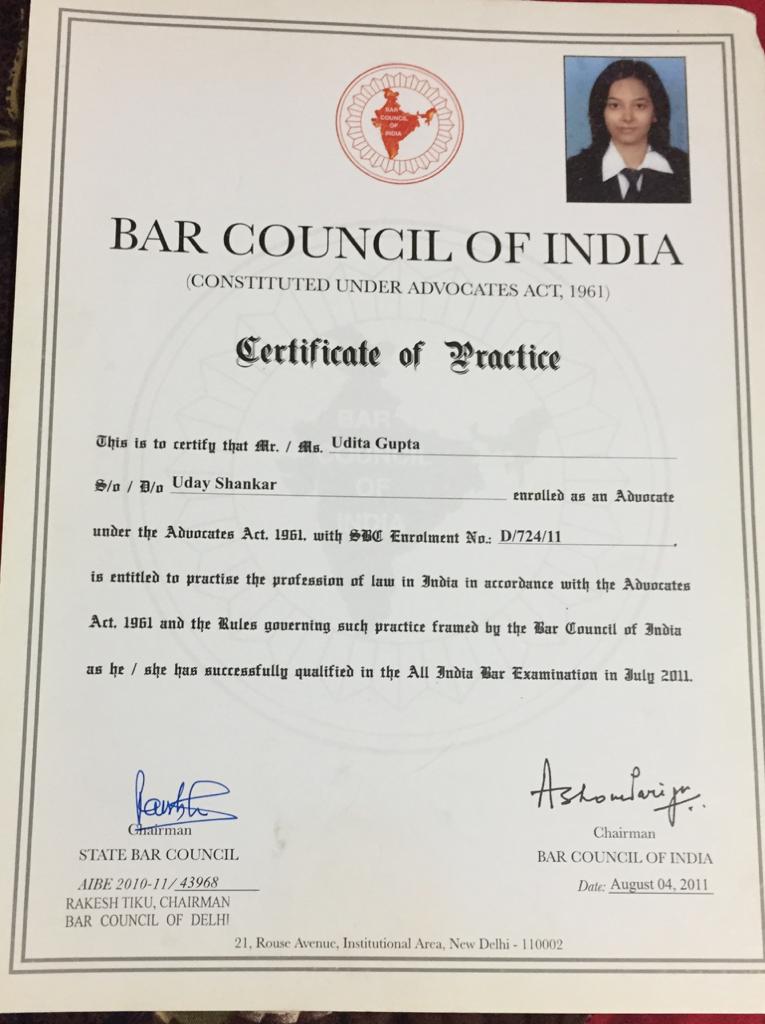 BAR
COUNCIL
OF
INDIA
BAR COUNCIL OF INDIA
(CONSTITUTED UNDER ADVOCATES ACT, 1961)
Certificate of Practice
This is to certify that Mr. / Ms. Udita Gupta
S/o / D/o Uday Shankar enrolled as an Advocate
under the Advocates Act, 1961, with SBC Enrolment No.: D/724/11 .
is entitled to practise the profession of law in India in accordance with the Advocates
Act, 1961 and the Rules governing such practice framed by the Bar Council of India
as he / she has successfully qualified in the All India Bar Examination in July 2011.
Chairman
STATE BAR COUNCIL
AIBE 2010-11/ 43968
RAKESH TIKU, CHAIRMAN
BAR COUNCIL OF DELHI
Chairman
BAR COUNCIL OF INDIA
Date: August 04, 2011
21, Rouse Avenue, Institutional Area, New Delhi - 110002